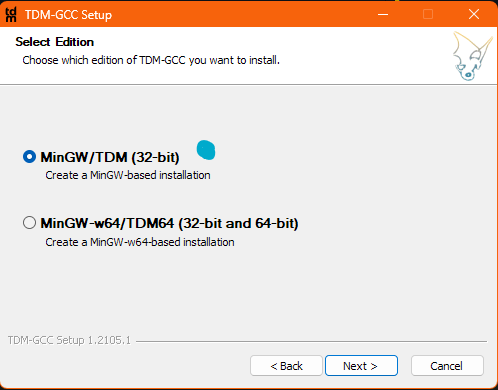 tdm TDM-GCC Setup
Select Edition
Choose which edition of TDM-GCC you want to install.
MinGW/TDM (32-bit)
Create a MinGW-based installation
MinGW-w64/TDM64 (32-bit and 64-bit)
Create a MinGW-w64-based installation
TDM-GCC Setup 1.2105.1
< Back Next > Cancel